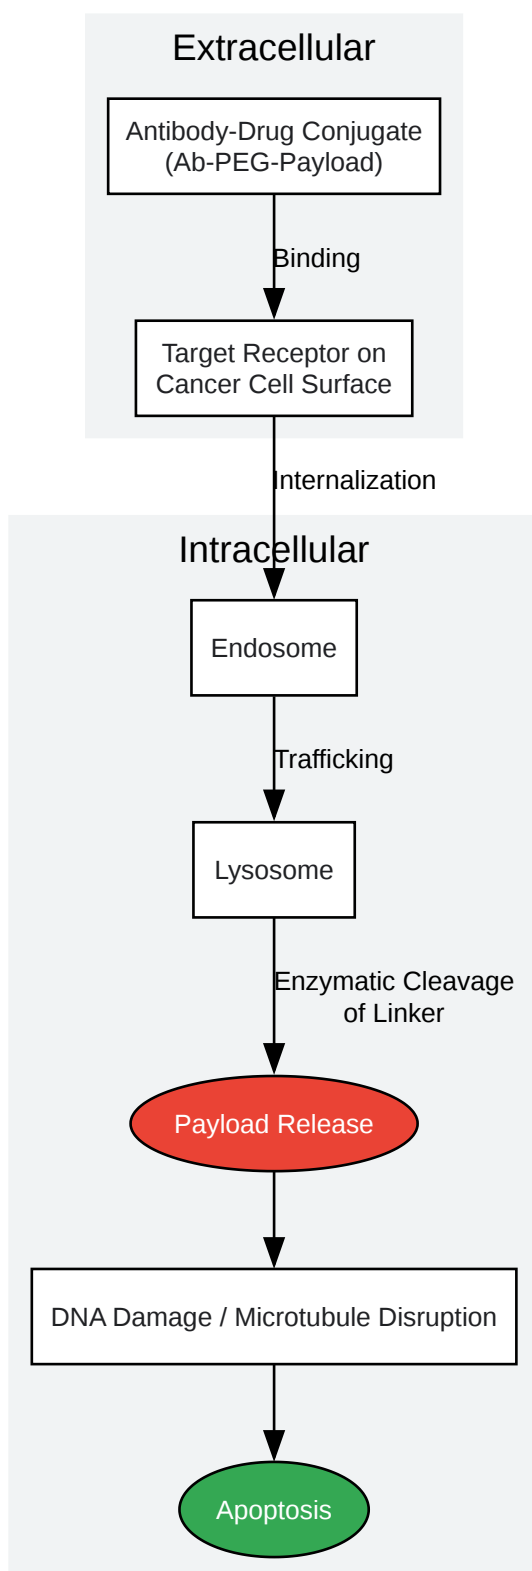 Extracellular
Antibody-Drug Conjugate
(Ab-PEG-Payload)
Binding
Target Receptor on
Cancer Cell Surface
Internalization
Intracellular
Endosome
Trafficking
Lysosome
Enzymatic Cleavage
of Linker
Payload Release
DNA Damage / Microtubule Disruption
Apoptosis